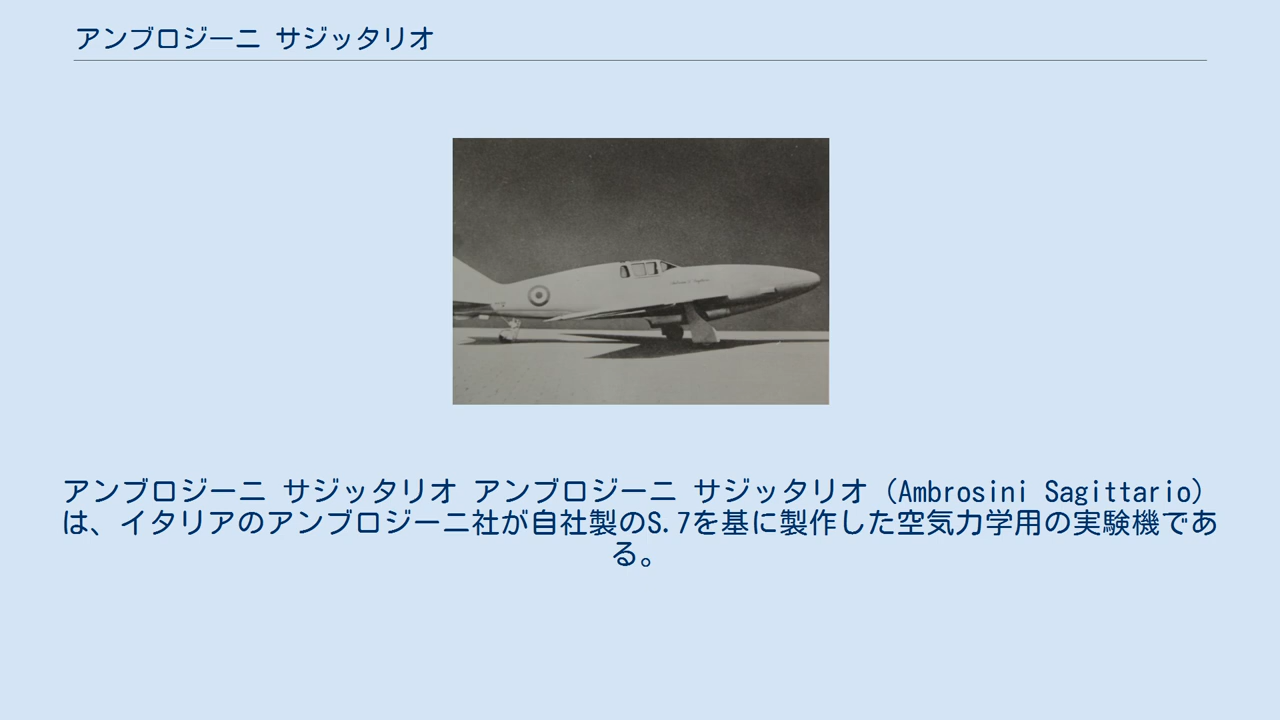 アンブロジーニ サジッタリオ
アンブロジーニ サジッタリオ アンブロジーニ サジッタリオ（Ambrosini Sagittario）
は、イタリアのアンブロジーニ社が自社製のS.7を基に製作した空気力学用の実験機であ
る。